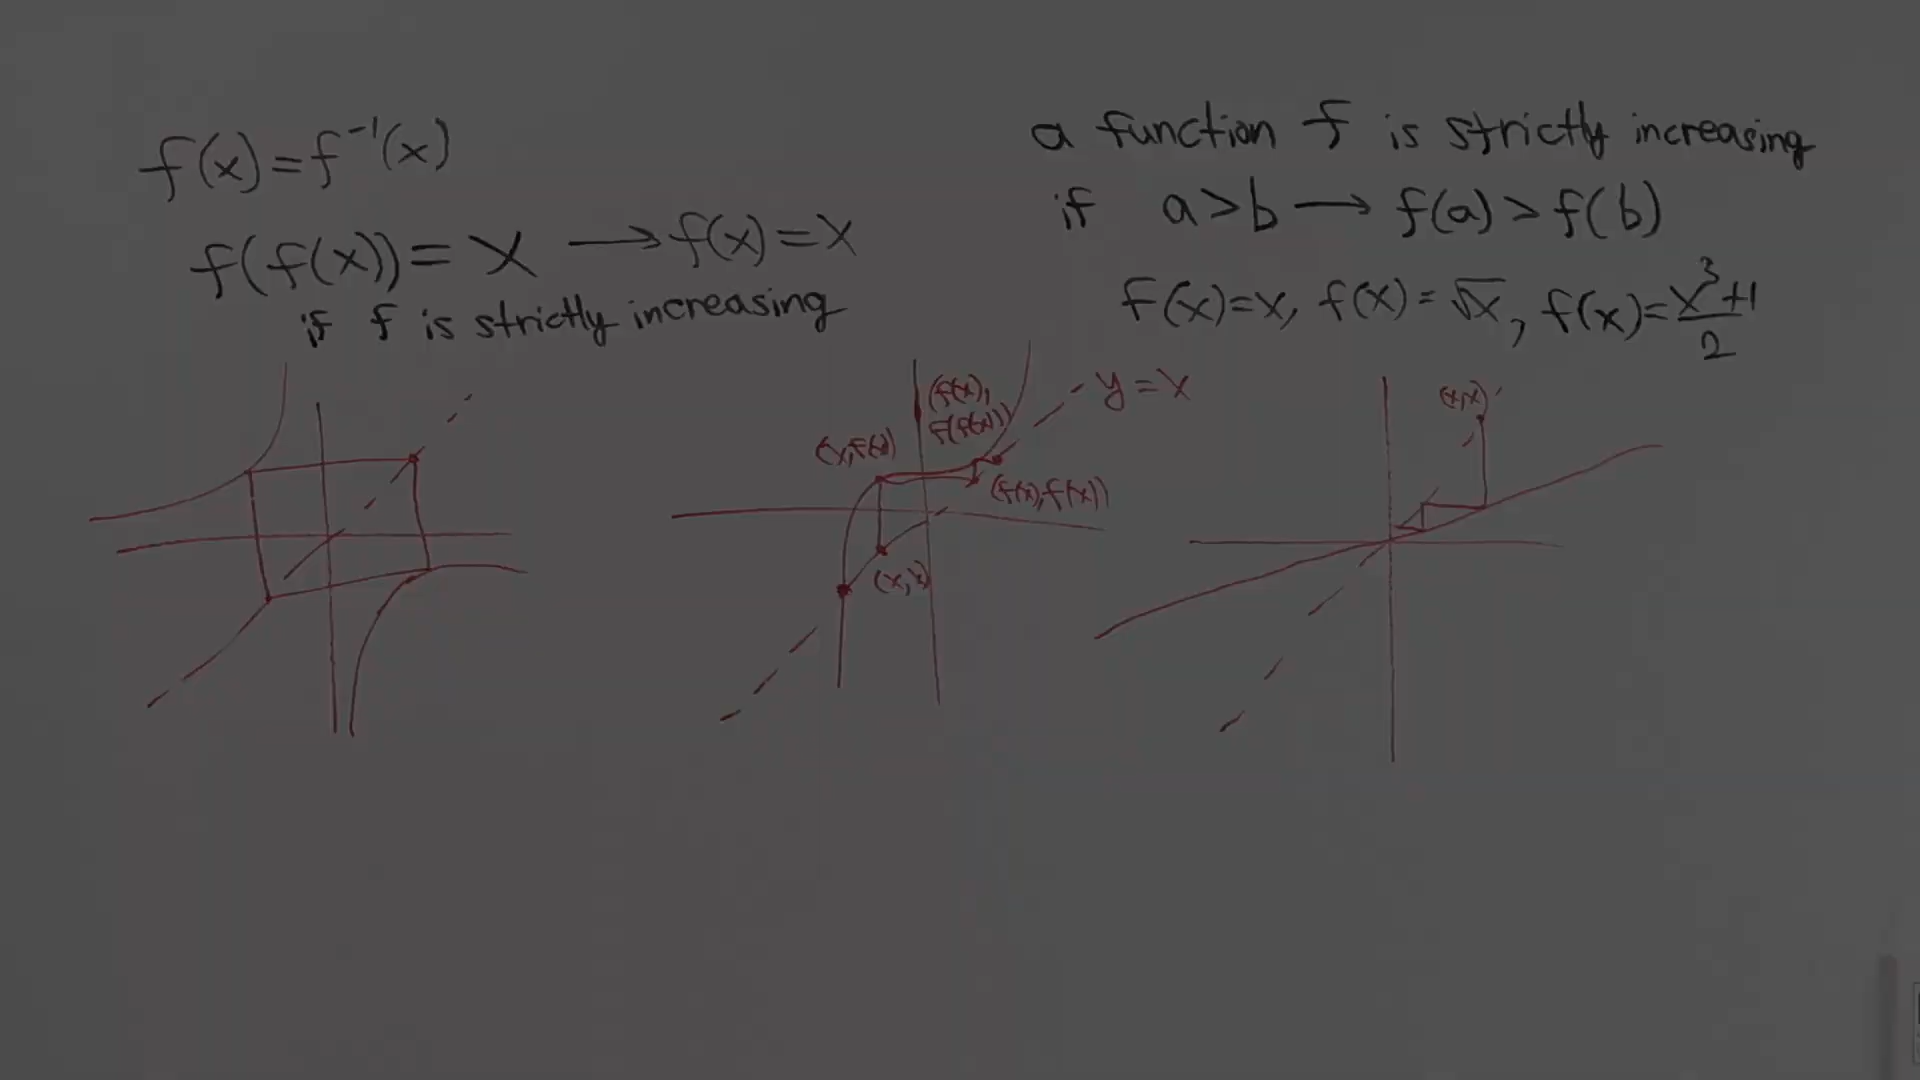 f(x)=f⁻¹(x)
f(f(x))=x → f(x)=x
if f is strictly increasing
a function f is strictly increasing
if a>b → f(a)>f(b)
f(x)=x, f(x)=√x, f(x)=(x³+1)/2
(f(x),
f(f(x)))
y=x
(x,f(x))
(f(x),f(x))
(x,x)
(x,x)